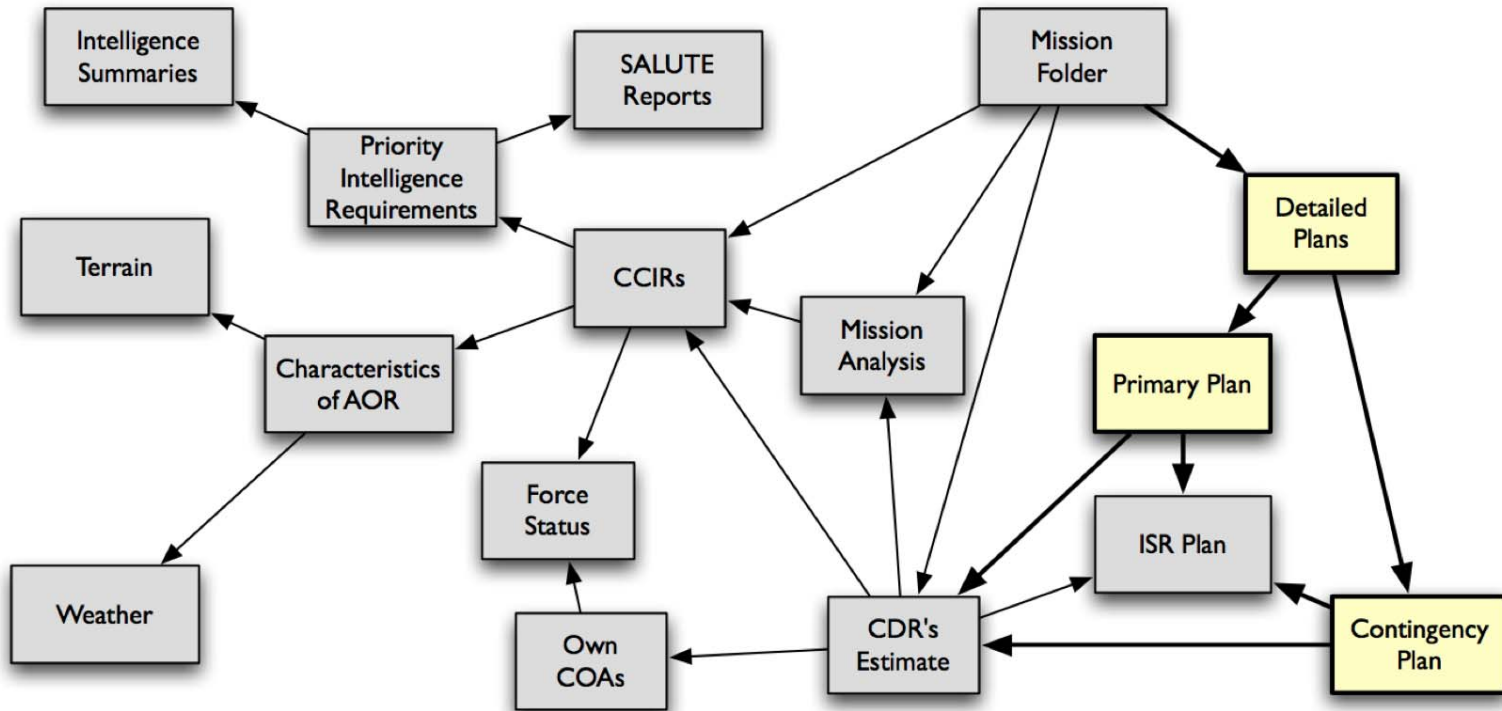 Intelligence
Summaries
SALUTE
Reports
Mission
Folder
Priority
Intelligence
Requirements
Detailed
Plans
Terrain
CCIRs
Mission
Analysis
Characteristics
of AOR
Primary Plan
Force
Status
ISR Plan
Weather
Own
COAs
CDR's
Estimate
Contingency
Plan